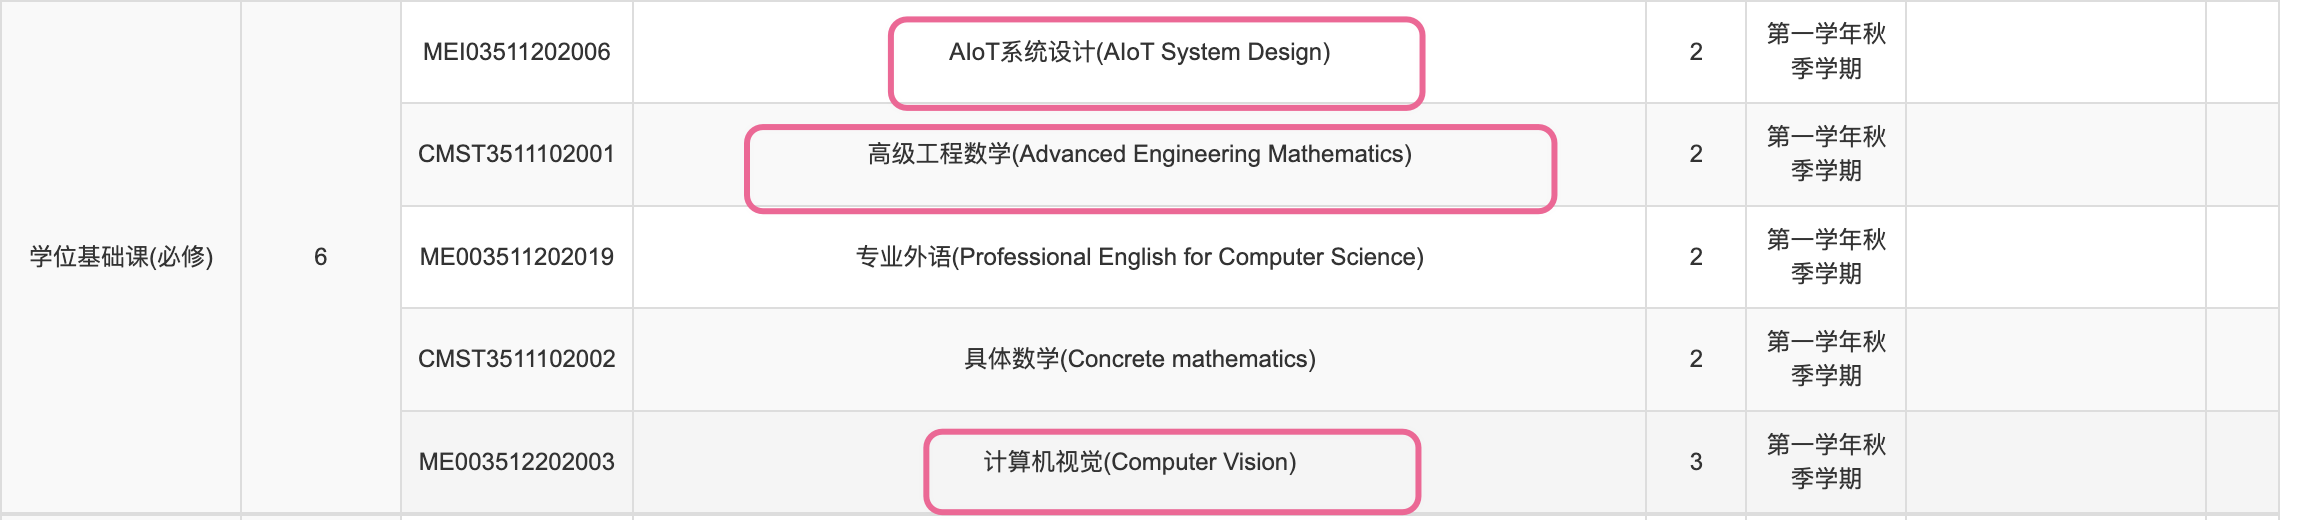 学位基础课(必修)
6
MEI03511202006
AIoT系统设计(AIoT System Design)
2
第一学年秋
季学期
CMST3511102001
高级工程数学(Advanced Engineering Mathematics)
2
第一学年秋
季学期
ME003511202019
专业外语(Professional English for Computer Science)
2
第一学年秋
季学期
CMST3511102002
具体数学(Concrete mathematics)
2
第一学年秋
季学期
ME003512202003
计算机视觉(Computer Vision)
3
第一学年秋
季学期